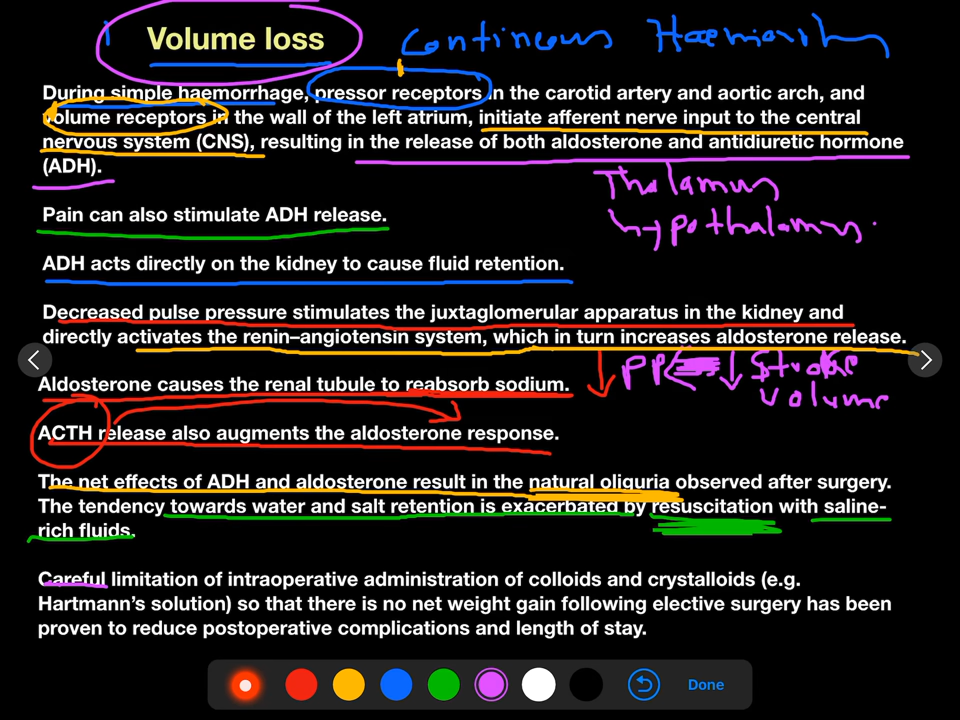 Volume loss
Continous
During simple haemorrhage, pressor receptors in the carotid artery and aortic arch, and
volume receptors in the wall of the left atrium, initiate afferent nerve input to the central
nervous system (CNS), resulting in the release of both aldosterone and antidiuretic hormone
(ADH).
Thalamus
hypothalamus
Pain can also stimulate ADH release.
ADH acts directly on the kidney to cause fluid retention.
Decreased pulse pressure stimulates the juxtaglomerular apparatus in the kidney and
directly activates the renin–angiotensin system, which in turn increases aldosterone release.
↓ PP ← ↓ Stroke
volume
Aldosterone causes the renal tubule to reabsorb sodium.
ACTH release also augments the aldosterone response.
The net effects of ADH and aldosterone result in the natural oliguria observed after surgery.
The tendency towards water and salt retention is exacerbated by resuscitation with saline-
rich fluids.
Careful limitation of intraoperative administration of colloids and crystalloids (e.g.
Hartmann’s solution) so that there is no net weight gain following elective surgery has been
proven to reduce postoperative complications and length of stay.
Done